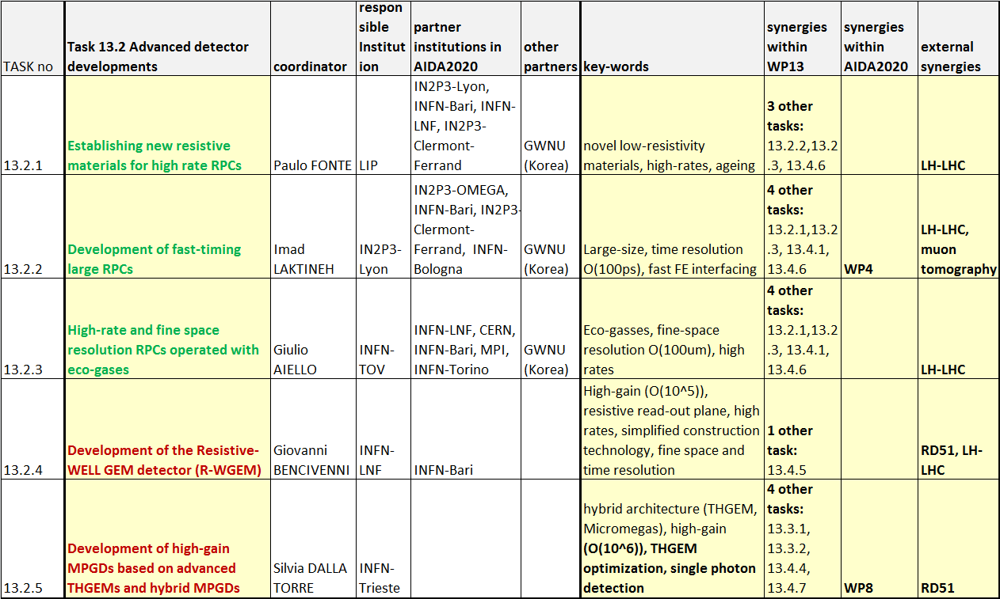 TASK no
Task 13.2 Advanced detector
developments
coordinator
respon
sible
Institut
ion
partner
institutions in
AIDA2020
other
partners
key-words
synergies
within
WP13
synergies
within
AIDA2020
external
synergies
13.2.1
Establishing new resistive
materials for high rate RPCs
Paulo FONTE
LIP
IN2P3-Lyon,
INFN-Bari, INFN-
LNF, IN2P3-
Clermont-
Ferrand
GWNU
(Korea)
novel low-resistivity
materials, high-rates, ageing
3 other
tasks:
13.2.2,13.2
.3, 13.4.6
LH-LHC
13.2.2
Development of fast-timing
large RPCs
Imad
LAKTINEH
IN2P3-
Lyon
IN2P3-OMEGA,
INFN-Bari, IN2P3-
Clermont-
Ferrand, INFN-
Bologna
GWNU
(Korea)
Large-size, time resolution
O(100ps), fast FE interfacing
4 other
tasks:
13.2.1,13.2
.3, 13.4.1,
13.4.6
WP4
LH-LHC,
muon
tomography
13.2.3
High-rate and fine space
resolution RPCs operated with
eco-gases
Giulio
AIELLO
INFN-
TOV
INFN-LNF, CERN,
INFN-Bari, MPI,
INFN-Torino
GWNU
(Korea)
Eco-gasses, fine-space
resolution O(100um), high
rates
4 other
tasks:
13.2.1,13.2
.3, 13.4.1,
13.4.6
LH-LHC
13.2.4
Development of the Resistive-
WELL GEM detector (R-WGEM)
Giovanni
BENCIVENNI
INFN-
LNF
INFN-Bari
High-gain (O(10^5)),
resistive read-out plane, high
rates, simplified construction
technology, fine space and
time resolution
1 other
task:
13.4.5
RD51, LH-
LHC
13.2.5
Development of high-gain
MPGDs based on advanced
THGEMs and hybrid MPGDs
Silvia DALLA
TORRE
INFN-
Trieste
hybrid architecture (THGEM,
Micromegas), high-gain
(O(10^6)), THGEM
optimization, single photon
detection
4 other
tasks:
13.3.1,
13.3.2,
13.4.4,
13.4.7
WP8
RD51